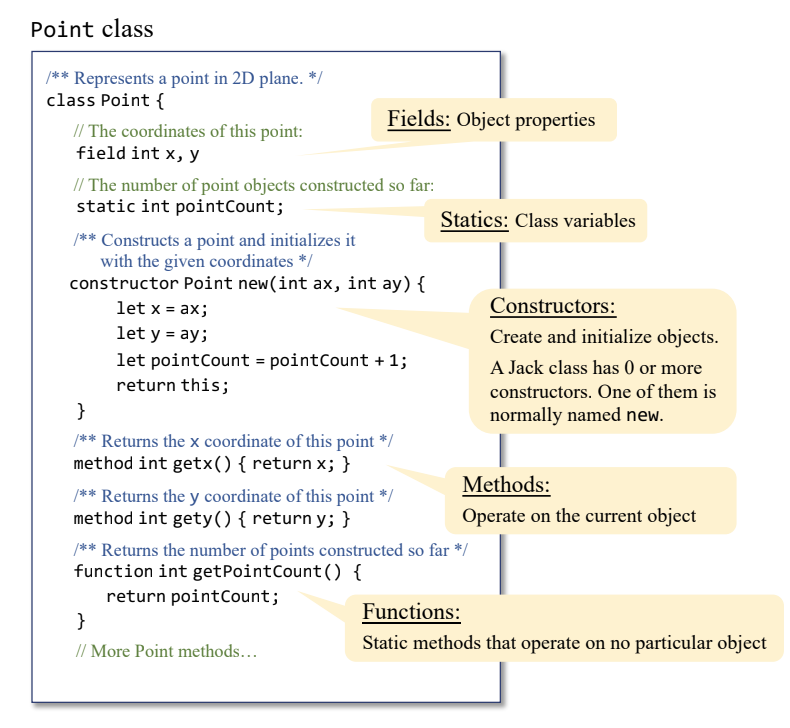 Point class
/** Represents a point in 2D plane. */
class Point {
// The coordinates of this point:
field int x, y
Fields: Object properties
// The number of point objects constructed so far:
static int pointCount;
Statics: Class variables
/** Constructs a point and initializes it
with the given coordinates */
constructor Point new(int ax, int ay) {
let x = ax;
let y = ay;
let pointCount = pointCount + 1;
return this;
}
Constructors:
Create and initialize objects.
A Jack class has 0 or more
constructors. One of them is
normally named new.
/** Returns the x coordinate of this point */
method int getx() { return x; }
/** Returns the y coordinate of this point */
method int gety() { return y; }
Methods:
Operate on the current object
/** Returns the number of points constructed so far */
function int getPointCount() {
return pointCount;
}
Functions:
Static methods that operate on no particular object
// More Point methods…